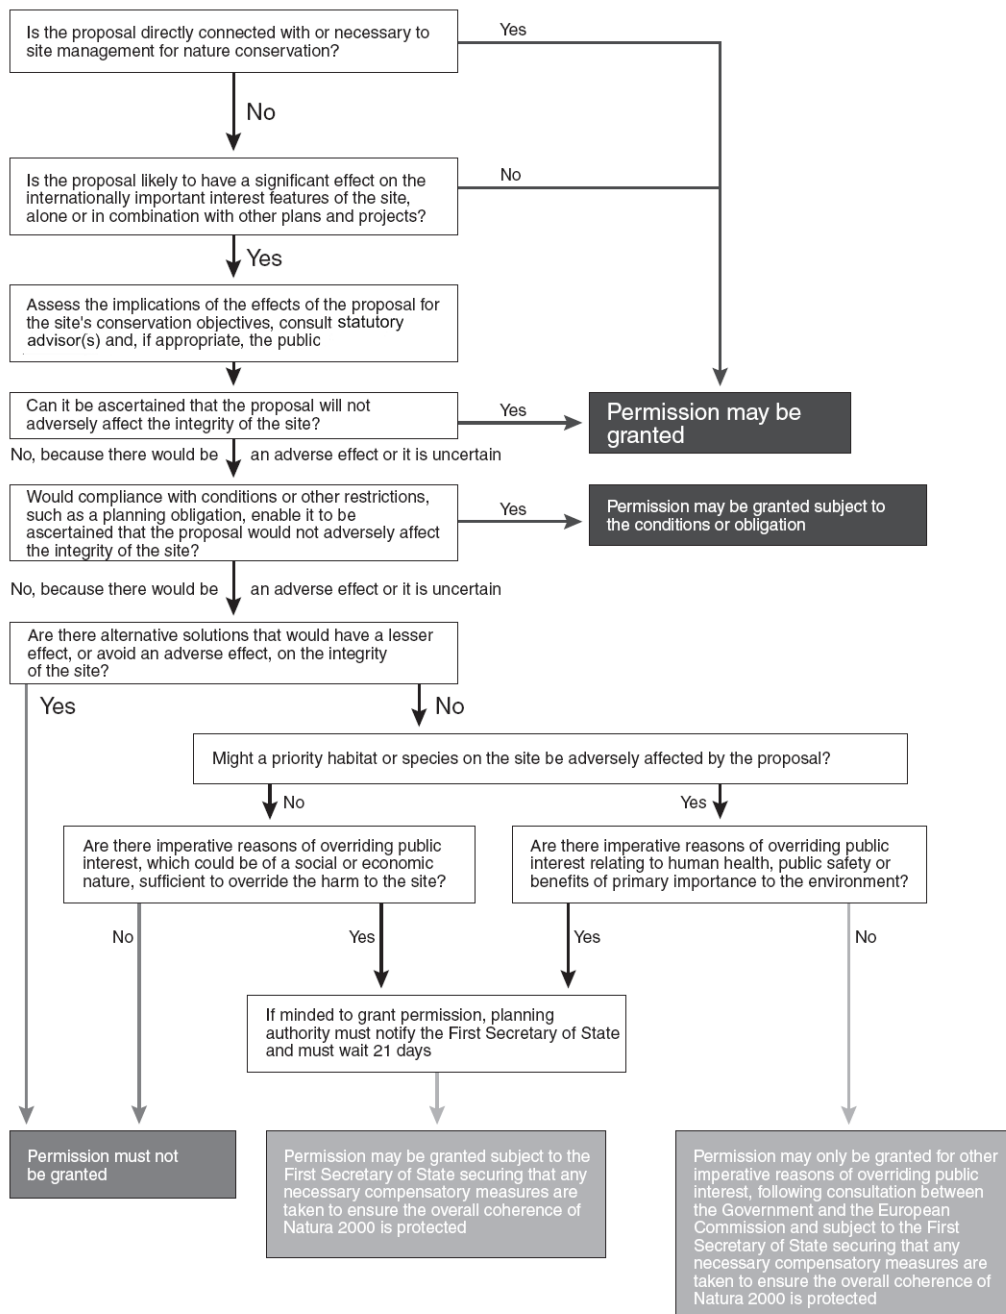 Is the proposal directly connected with or necessary to
site management for nature conservation?
Yes
No
Is the proposal likely to have a significant effect on the
internationally important interest features of the site,
alone or in combination with other plans and projects?
No
Yes
Assess the implications of the effects of the proposal for
the site's conservation objectives, consult statutory
advisor(s) and, if appropriate, the public
Can it be ascertained that the proposal will not
adversely affect the integrity of the site?
Yes
Permission may be
granted
No, because there would be an adverse effect or it is uncertain
Would compliance with conditions or other restrictions,
such as a planning obligation, enable it to be
ascertained that the proposal would not adversely affect
the integrity of the site?
Yes
Permission may be granted subject to
the conditions or obligation
No, because there would be an adverse effect or it is uncertain
Are there alternative solutions that would have a lesser
effect, or avoid an adverse effect, on the integrity
of the site?
Yes
No
Might a priority habitat or species on the site be adversely affected by the proposal?
No
Yes
Are there imperative reasons of overriding public
interest, which could be of a social or economic
nature, sufficient to override the harm to the site?
Are there imperative reasons of overriding public
interest relating to human health, public safety or
benefits of primary importance to the environment?
No
Yes
Yes
No
If minded to grant permission, planning
authority must notify the First Secretary of State
and must wait 21 days
Permission must not
be granted
Permission may be granted subject to the
First Secretary of State securing that any
necessary compensatory measures are
taken to ensure the overall coherence of
Natura 2000 is protected
Permission may only be granted for other
imperative reasons of overriding public
interest, following consultation between
the Government and the European
Commission and subject to the First
Secretary of State securing that any
necessary compensatory measures are
taken to ensure the overall coherence of
Natura 2000 is protected